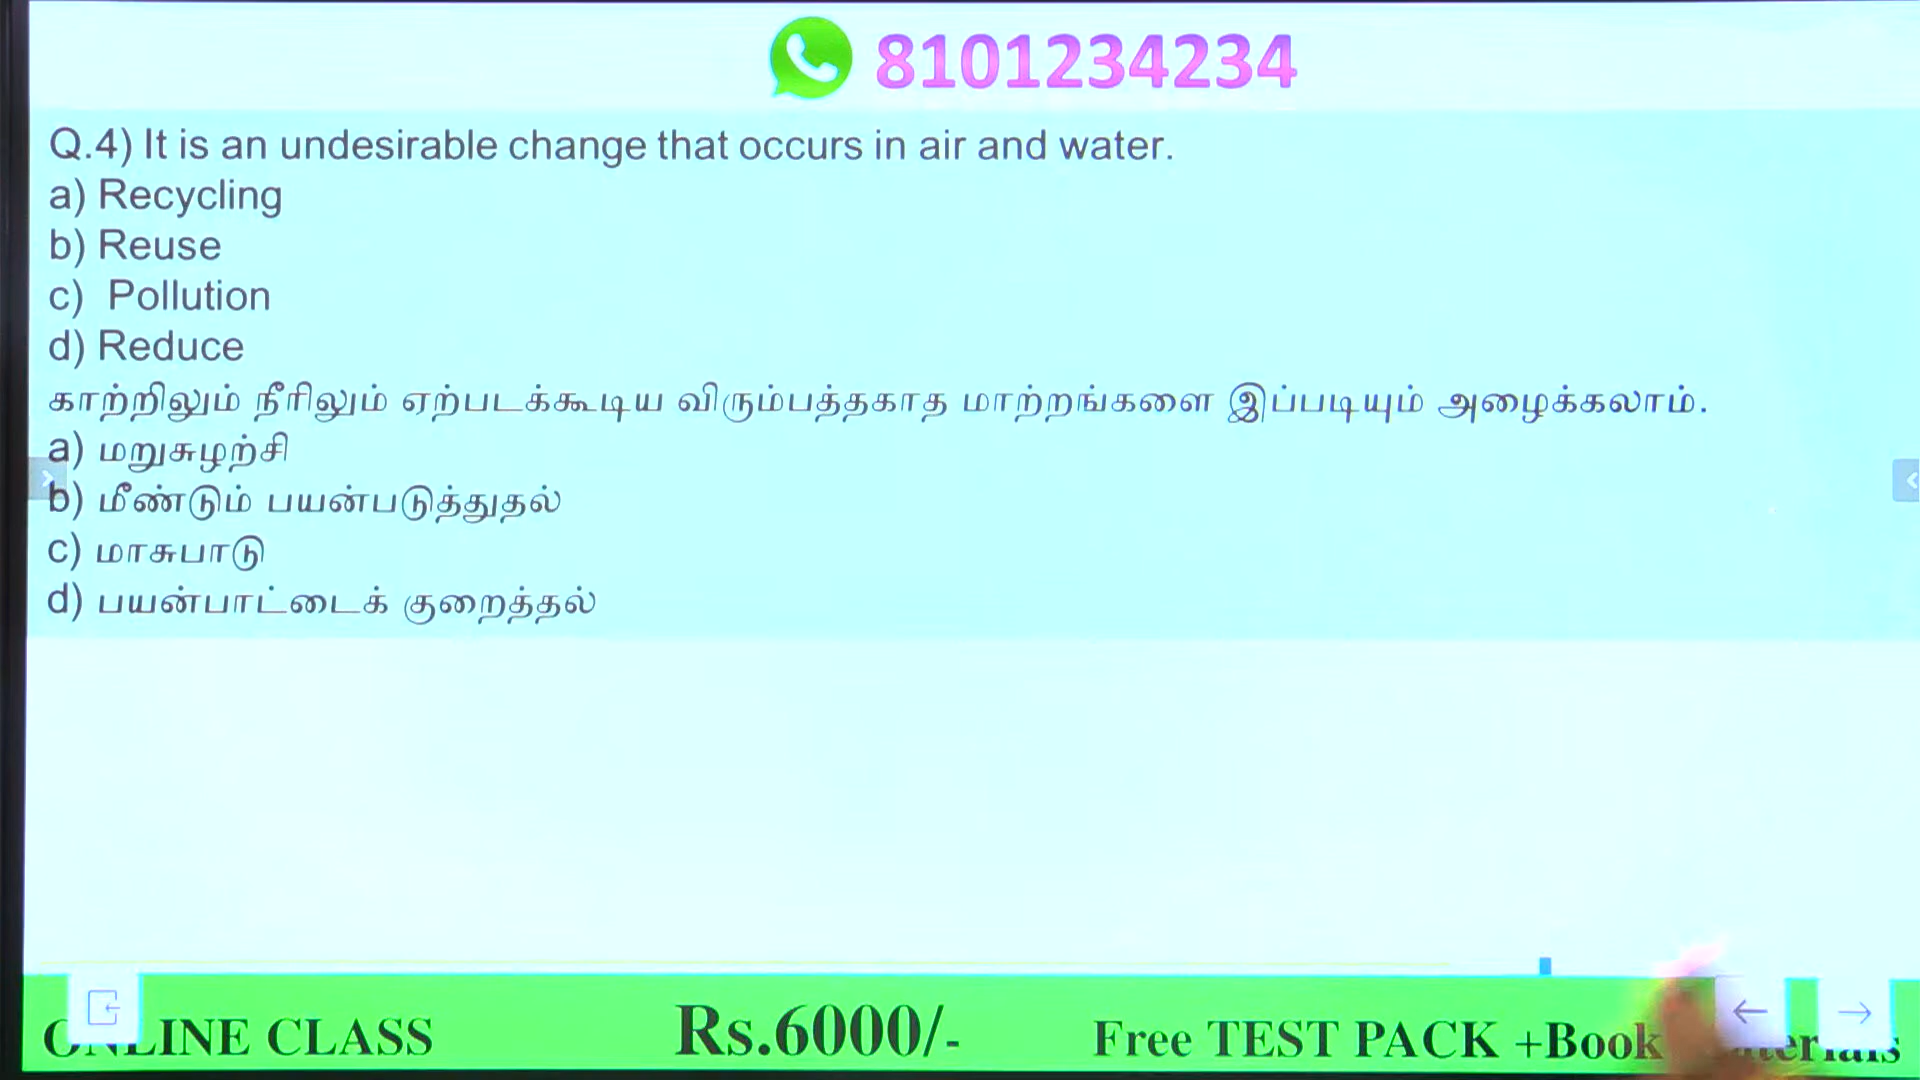 8101234234
Q.4) It is an undesirable change that occurs in air and water.
a) Recycling
b) Reuse
c) Pollution
d) Reduce
காற்றிலும் நீரிலும் ஏற்படக்கூடிய விரும்பத்தகாத மாற்றங்களை இப்படியும் அழைக்கலாம்.
a) மறுசுழற்சி
b) மீண்டும் பயன்படுத்துதல்
c) மாசுபாடு
d) பயன்பாட்டைக் குறைத்தல்
ONLINE CLASS Rs.6000/- Free TEST PACK +Book